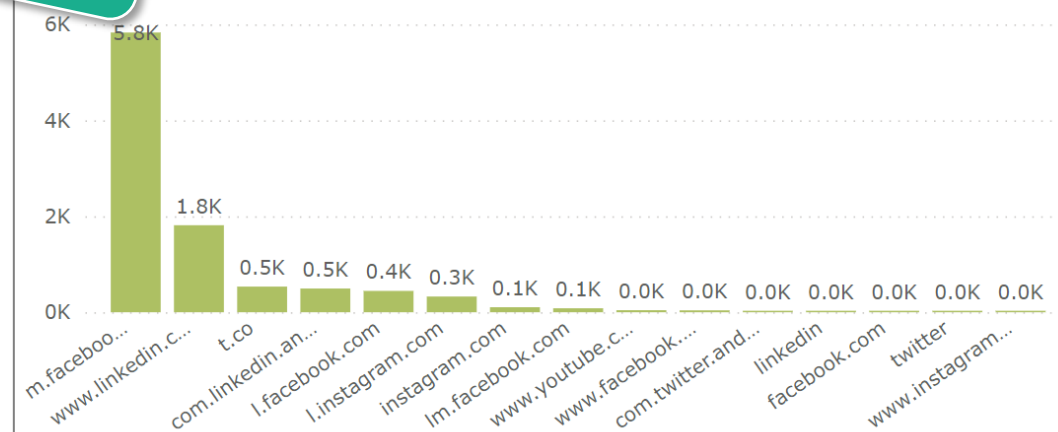 6K
5.8K
4K
2K
1.8K
0.5K 0.5K 0.4K 0.3K 0.1K 0.1K 0.0K 0.0K 0.0K 0.0K 0.0K 0.0K 0.0K
0K
m.faceboo...
www.linkedin.c...
t.co
com.linkedin.an...
l.facebook.com
l.instagram.com
instagram.com
lm.facebook.com
www.youtube.c...
www.facebook....
com.twitter.and...
linkedin
facebook.com
twitter
www.instagram...